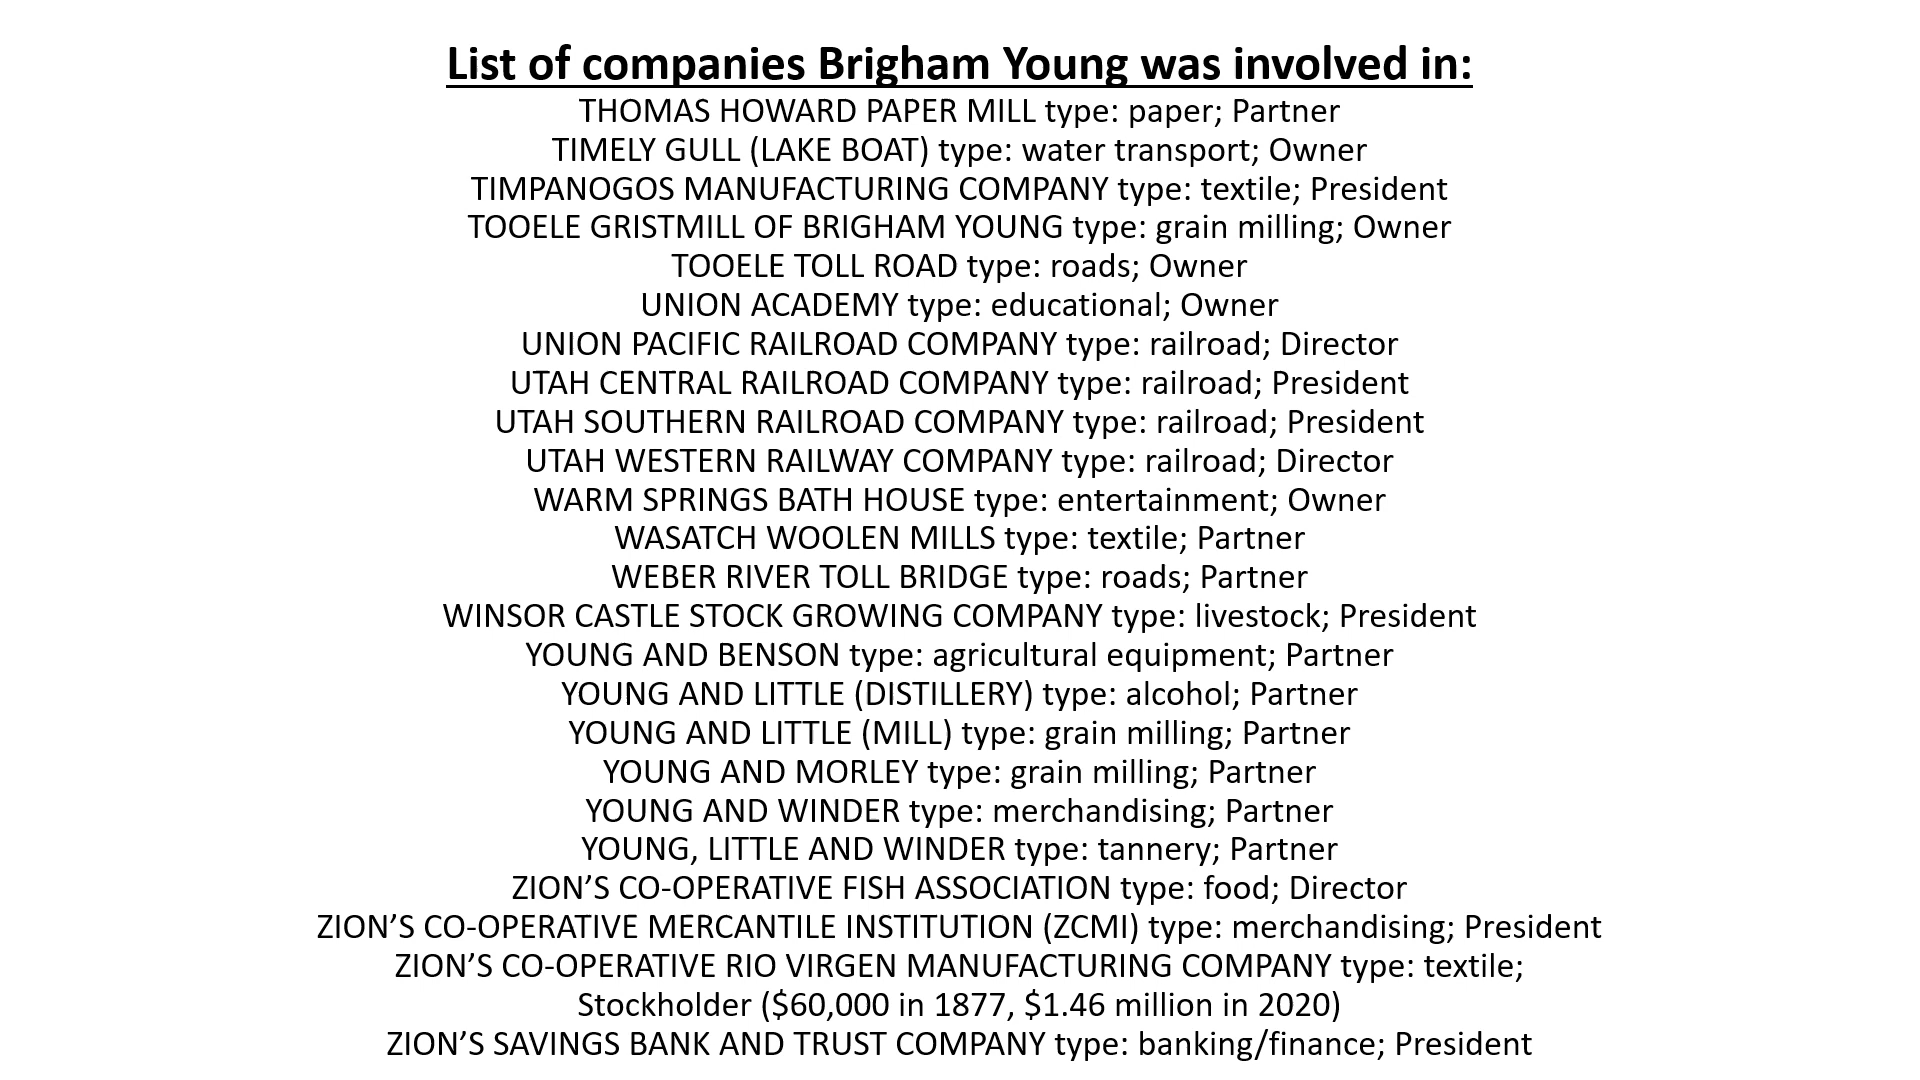 List of companies Brigham Young was involved in:
THOMAS HOWARD PAPER MILL type: paper; Partner
TIMELY GULL (LAKE BOAT) type: water transport; Owner
TIMPANOGOS MANUFACTURING COMPANY type: textile; President
TOOELE GRISTMILL OF BRIGHAM YOUNG type: grain milling; Owner
TOOELE TOLL ROAD type: roads; Owner
UNION ACADEMY type: educational; Owner
UNION PACIFIC RAILROAD COMPANY type: railroad; Director
UTAH CENTRAL RAILROAD COMPANY type: railroad; President
UTAH SOUTHERN RAILROAD COMPANY type: railroad; President
UTAH WESTERN RAILWAY COMPANY type: railroad; Director
WARM SPRINGS BATH HOUSE type: entertainment; Owner
WASATCH WOOLEN MILLS type: textile; Partner
WEBER RIVER TOLL BRIDGE type: roads; Partner
WINSOR CASTLE STOCK GROWING COMPANY type: livestock; President
YOUNG AND BENSON type: agricultural equipment; Partner
YOUNG AND LITTLE (DISTILLERY) type: alcohol; Partner
YOUNG AND LITTLE (MILL) type: grain milling; Partner
YOUNG AND MORLEY type: grain milling; Partner
YOUNG AND WINDER type: merchandising; Partner
YOUNG, LITTLE AND WINDER type: tannery; Partner
ZION’S CO-OPERATIVE FISH ASSOCIATION type: food; Director
ZION’S CO-OPERATIVE MERCANTILE INSTITUTION (ZCMI) type: merchandising; President
ZION’S CO-OPERATIVE RIO VIRGEN MANUFACTURING COMPANY type: textile;
Stockholder ($60,000 in 1877, $1.46 million in 2020)
ZION’S SAVINGS BANK AND TRUST COMPANY type: banking/finance; President